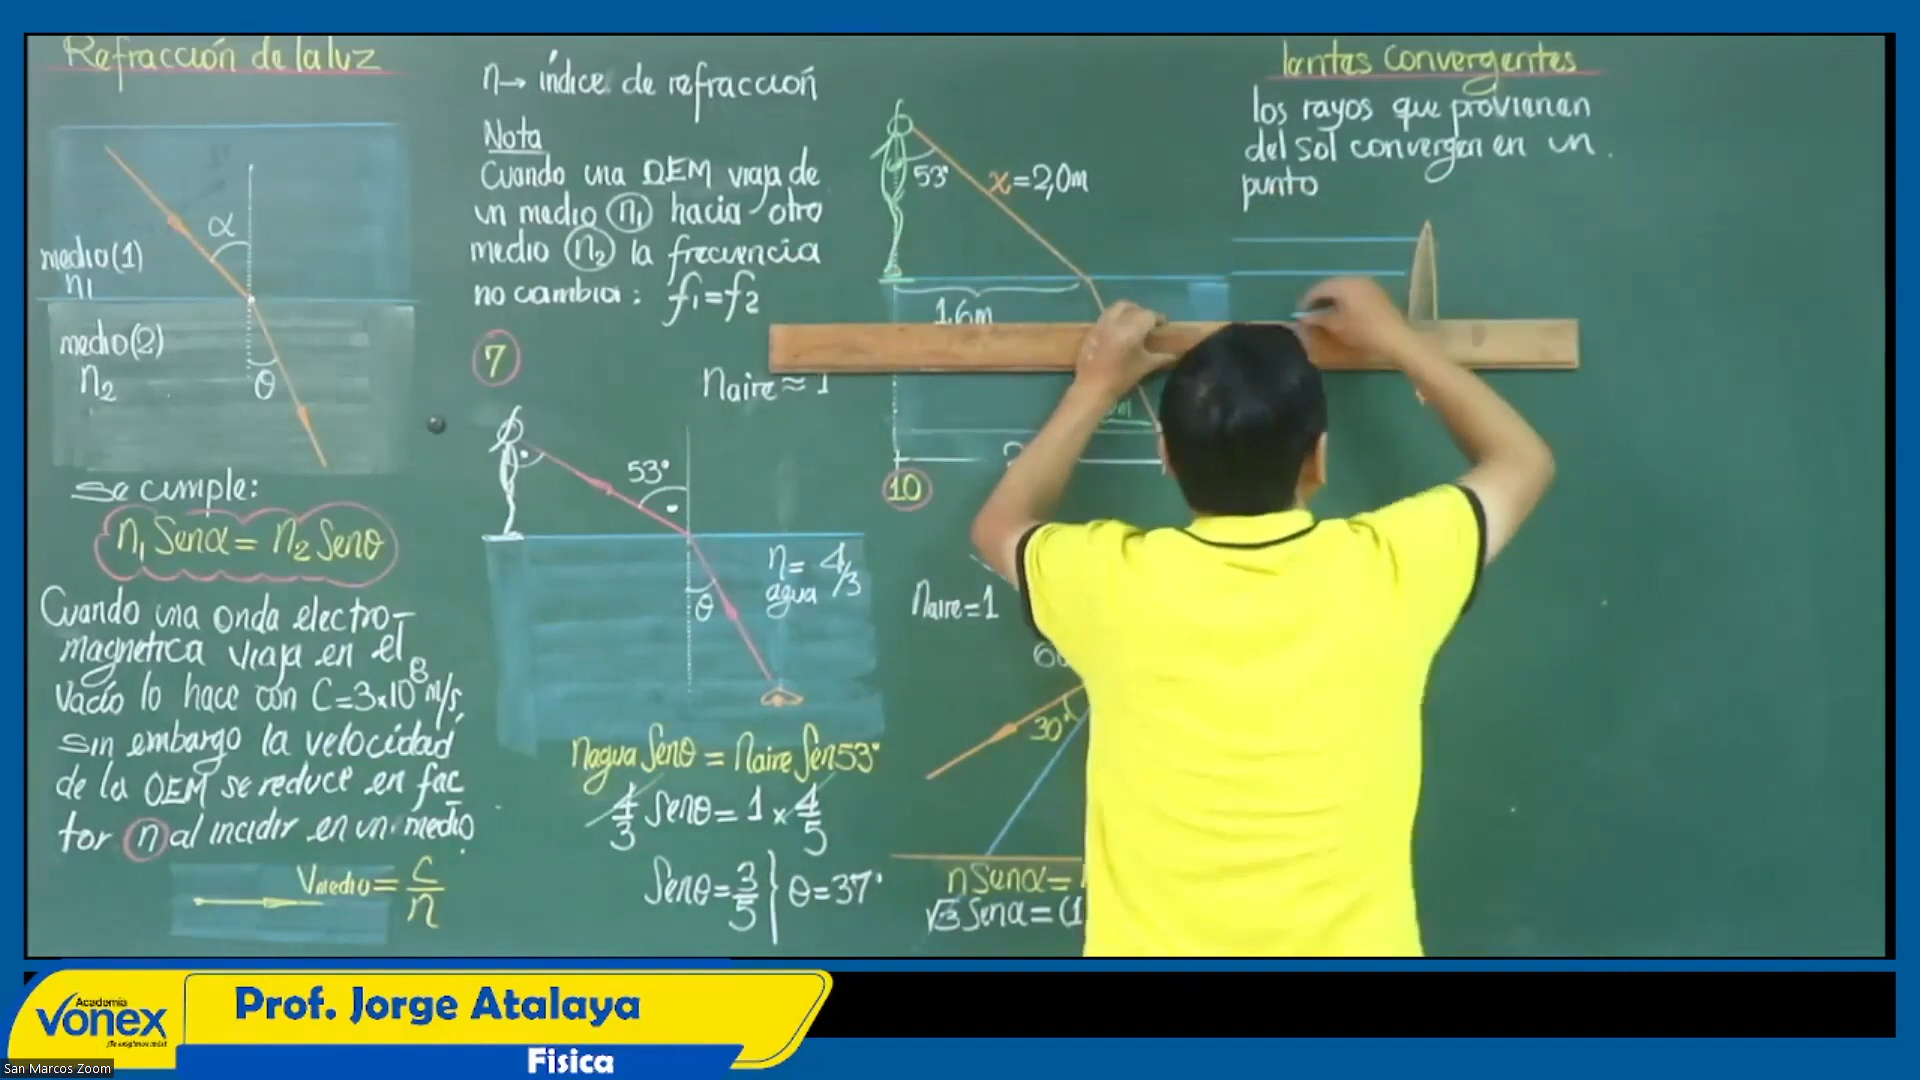 Refracción de la luz
α
medio(1)
n1
medio(2)
n2
θ
se cumple:
n1 Senα = n2 Senθ
Cuando una onda electro-
magnetica viaja en el
vacío lo hace con C=3x10^8 m/s,
sin embargo la velocidad
de la OEM se reduce en fac
tor n al incidir en un medio
Vmedio = C/n
n→ índice de refracción
Nota
Cuando una OEM viaja de
un medio n1 hacia otro
medio n2 la frecuencia
no cambia: f1=f2
7
naire ≈ 1
53°
n agua = 4/3
θ
nagua Senθ = naire Sen53°
4/3 Senθ = 1 x 4/5
Senθ = 3/5 } θ=37°
53°
x=2,0m
1,6m
10
naire=1
30°
n Senα=
√3 Senα=(1
lentes convergentes
los rayos que provienen
del sol convergen en un
punto
Academia
vonex
Prof. Jorge Atalaya
Fisica
San Marcos Zoom